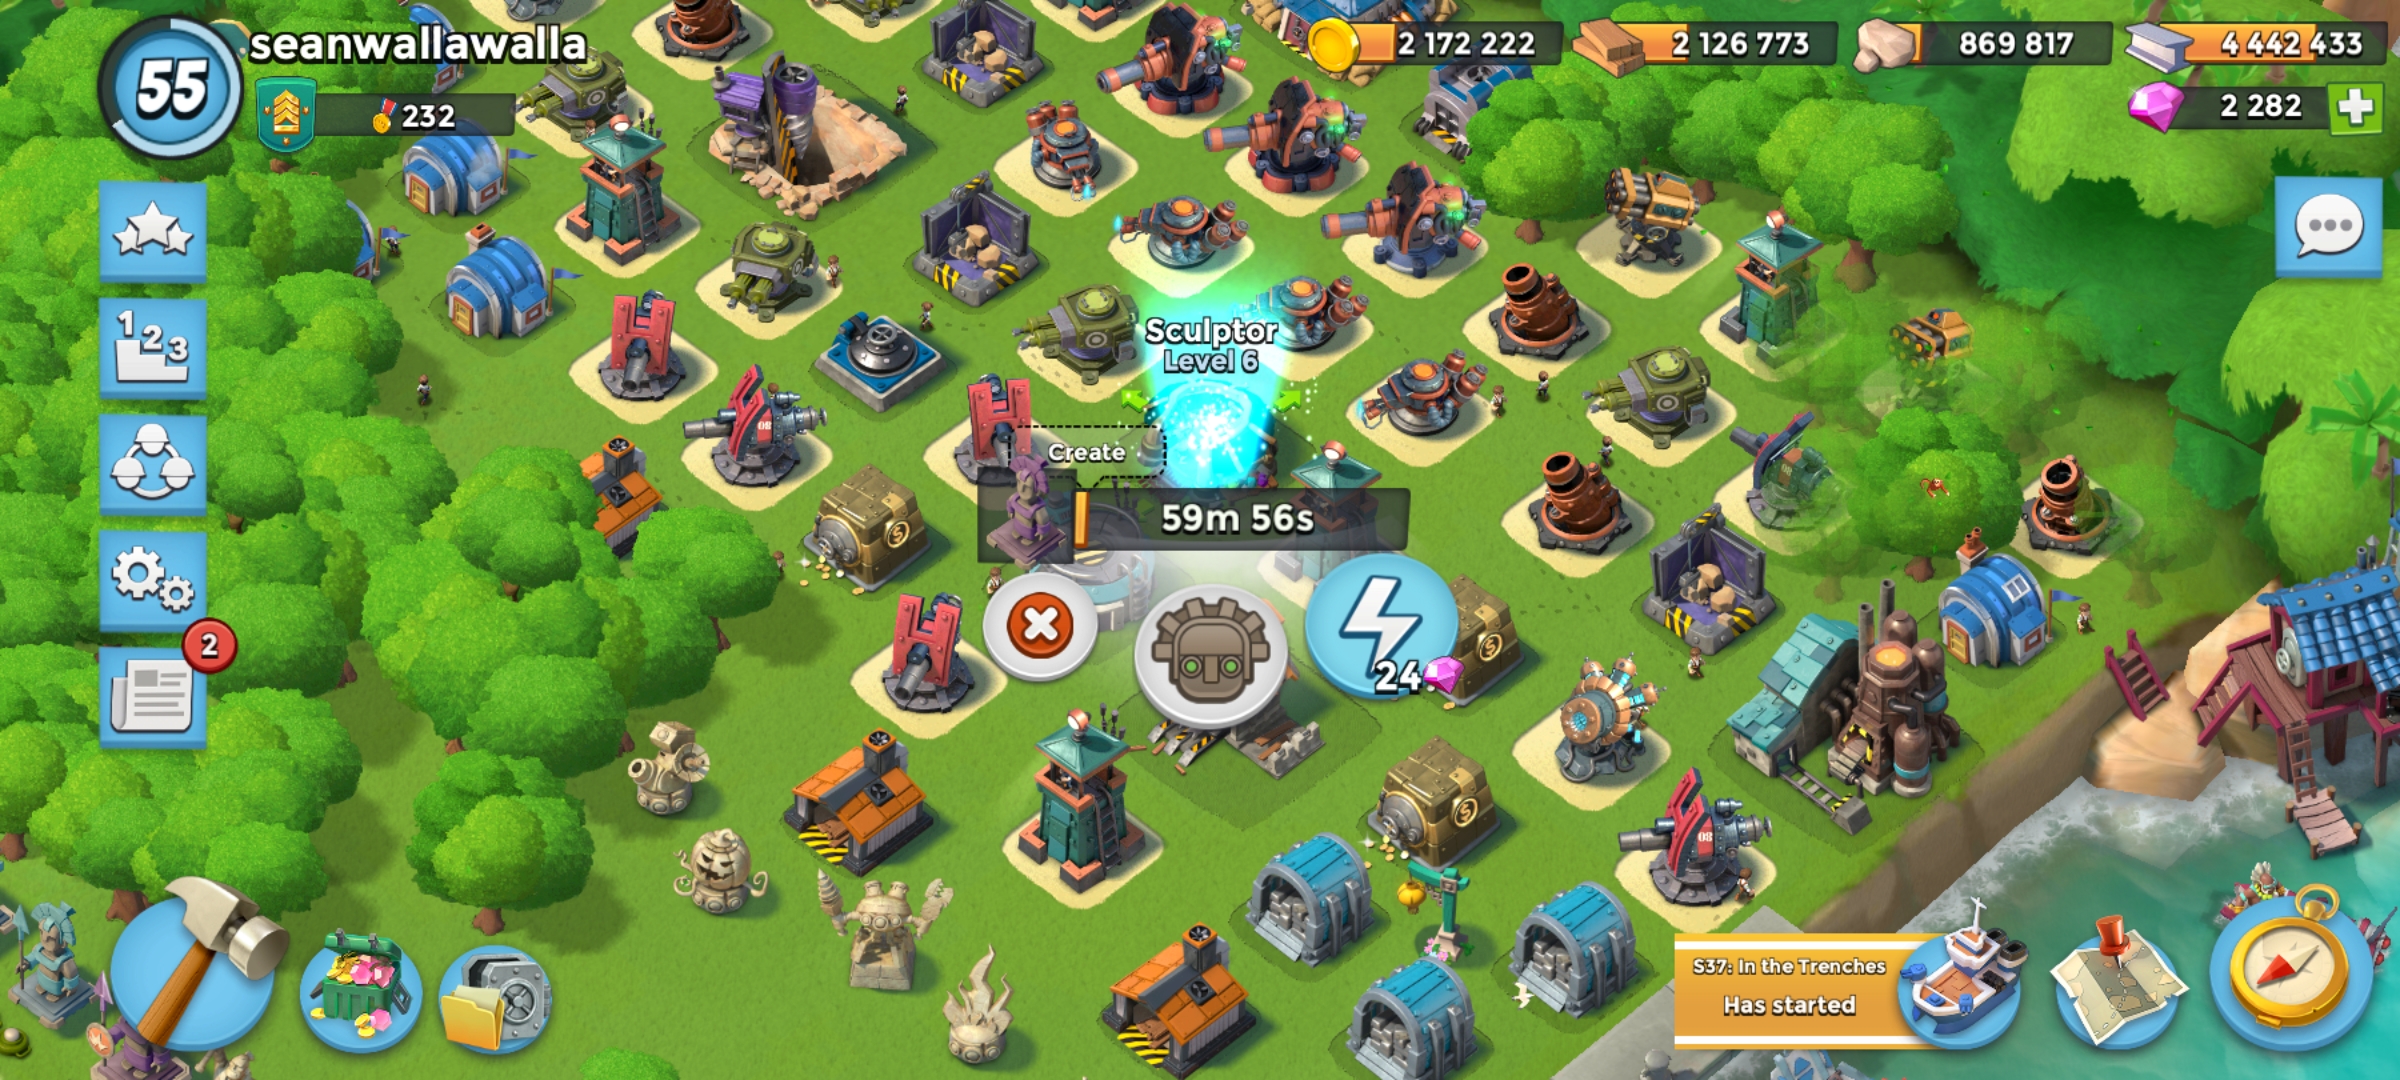 55
seanwallawalla
232
2 172 222
2 126 773
869 817
4 442 433
2 282
123
Sculptor
Level 6
Create
59m 56s
24
2
S37: In the Trenches
Has started